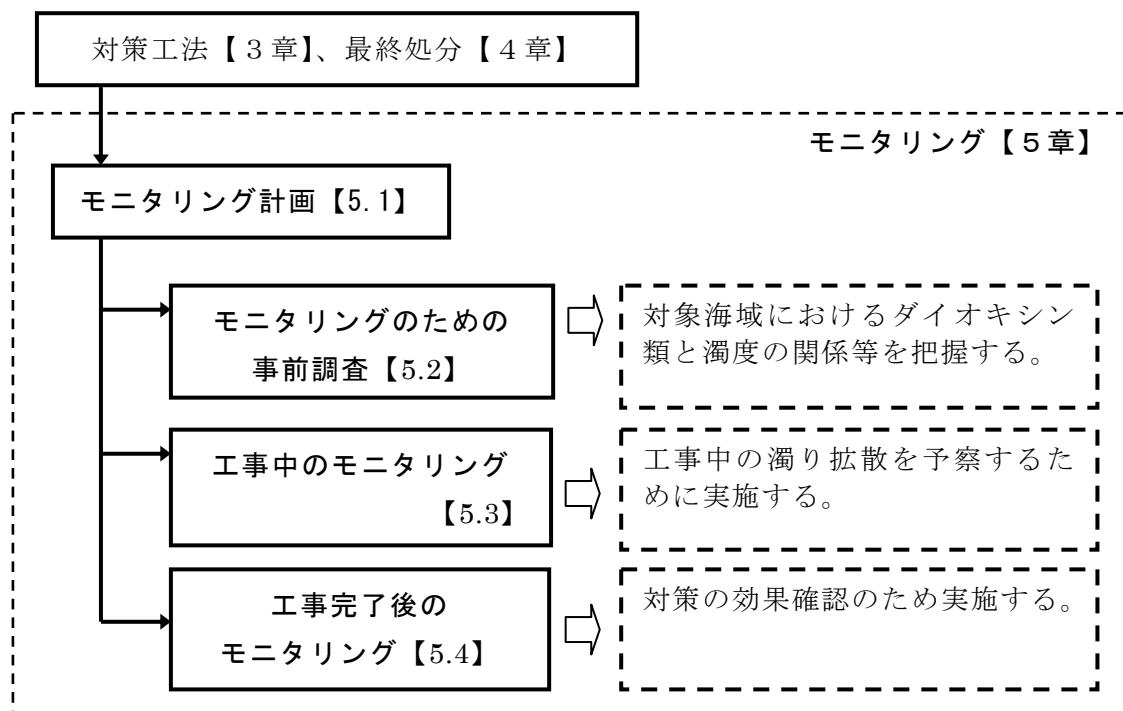 対策工法【３章】、最終処分【４章】
モニタリング【５章】
モニタリング計画【5.1】
モニタリングのための
事前調査【5.2】
対象海域におけるダイオキシン
類と濁度の関係等を把握する。
工事中のモニタリング
【5.3】
工事中の濁り拡散を予察するた
めに実施する。
工事完了後の
モニタリング【5.4】
対策の効果確認のため実施する。